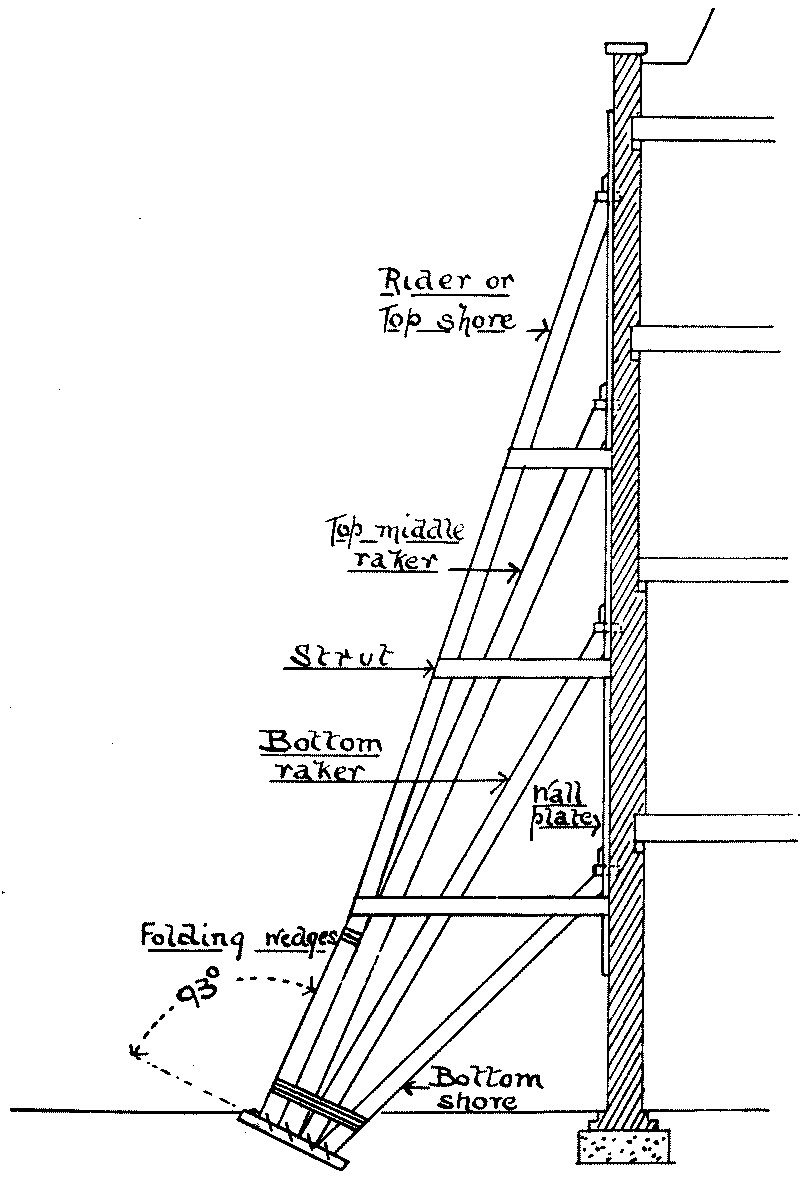 Rider or
Top shore
Top middle
raker
Strut
Bottom
raker
Wall
plate
Folding wedges
93°
Bottom
shore